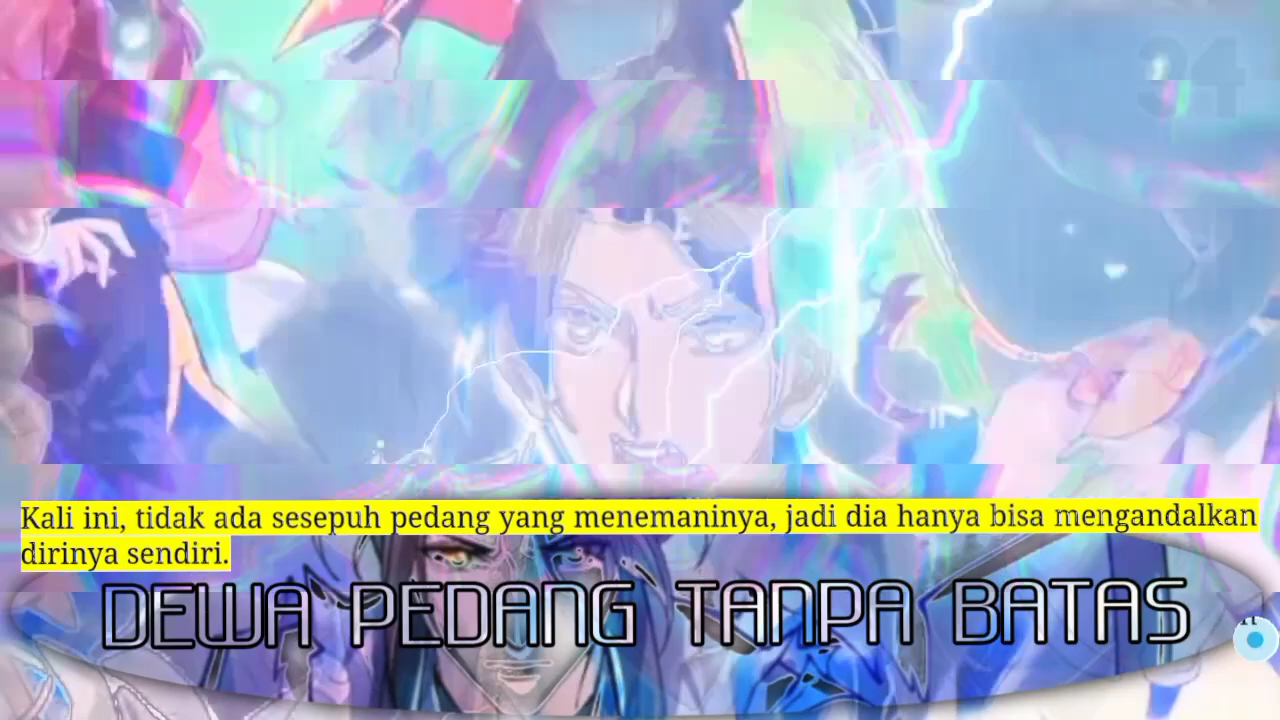 34
Kali ini, tidak ada sesepuh pedang yang menemaninya, jadi dia hanya bisa mengandalkan
dirinya sendiri.
DEWA PEDANG TANPA BATAS